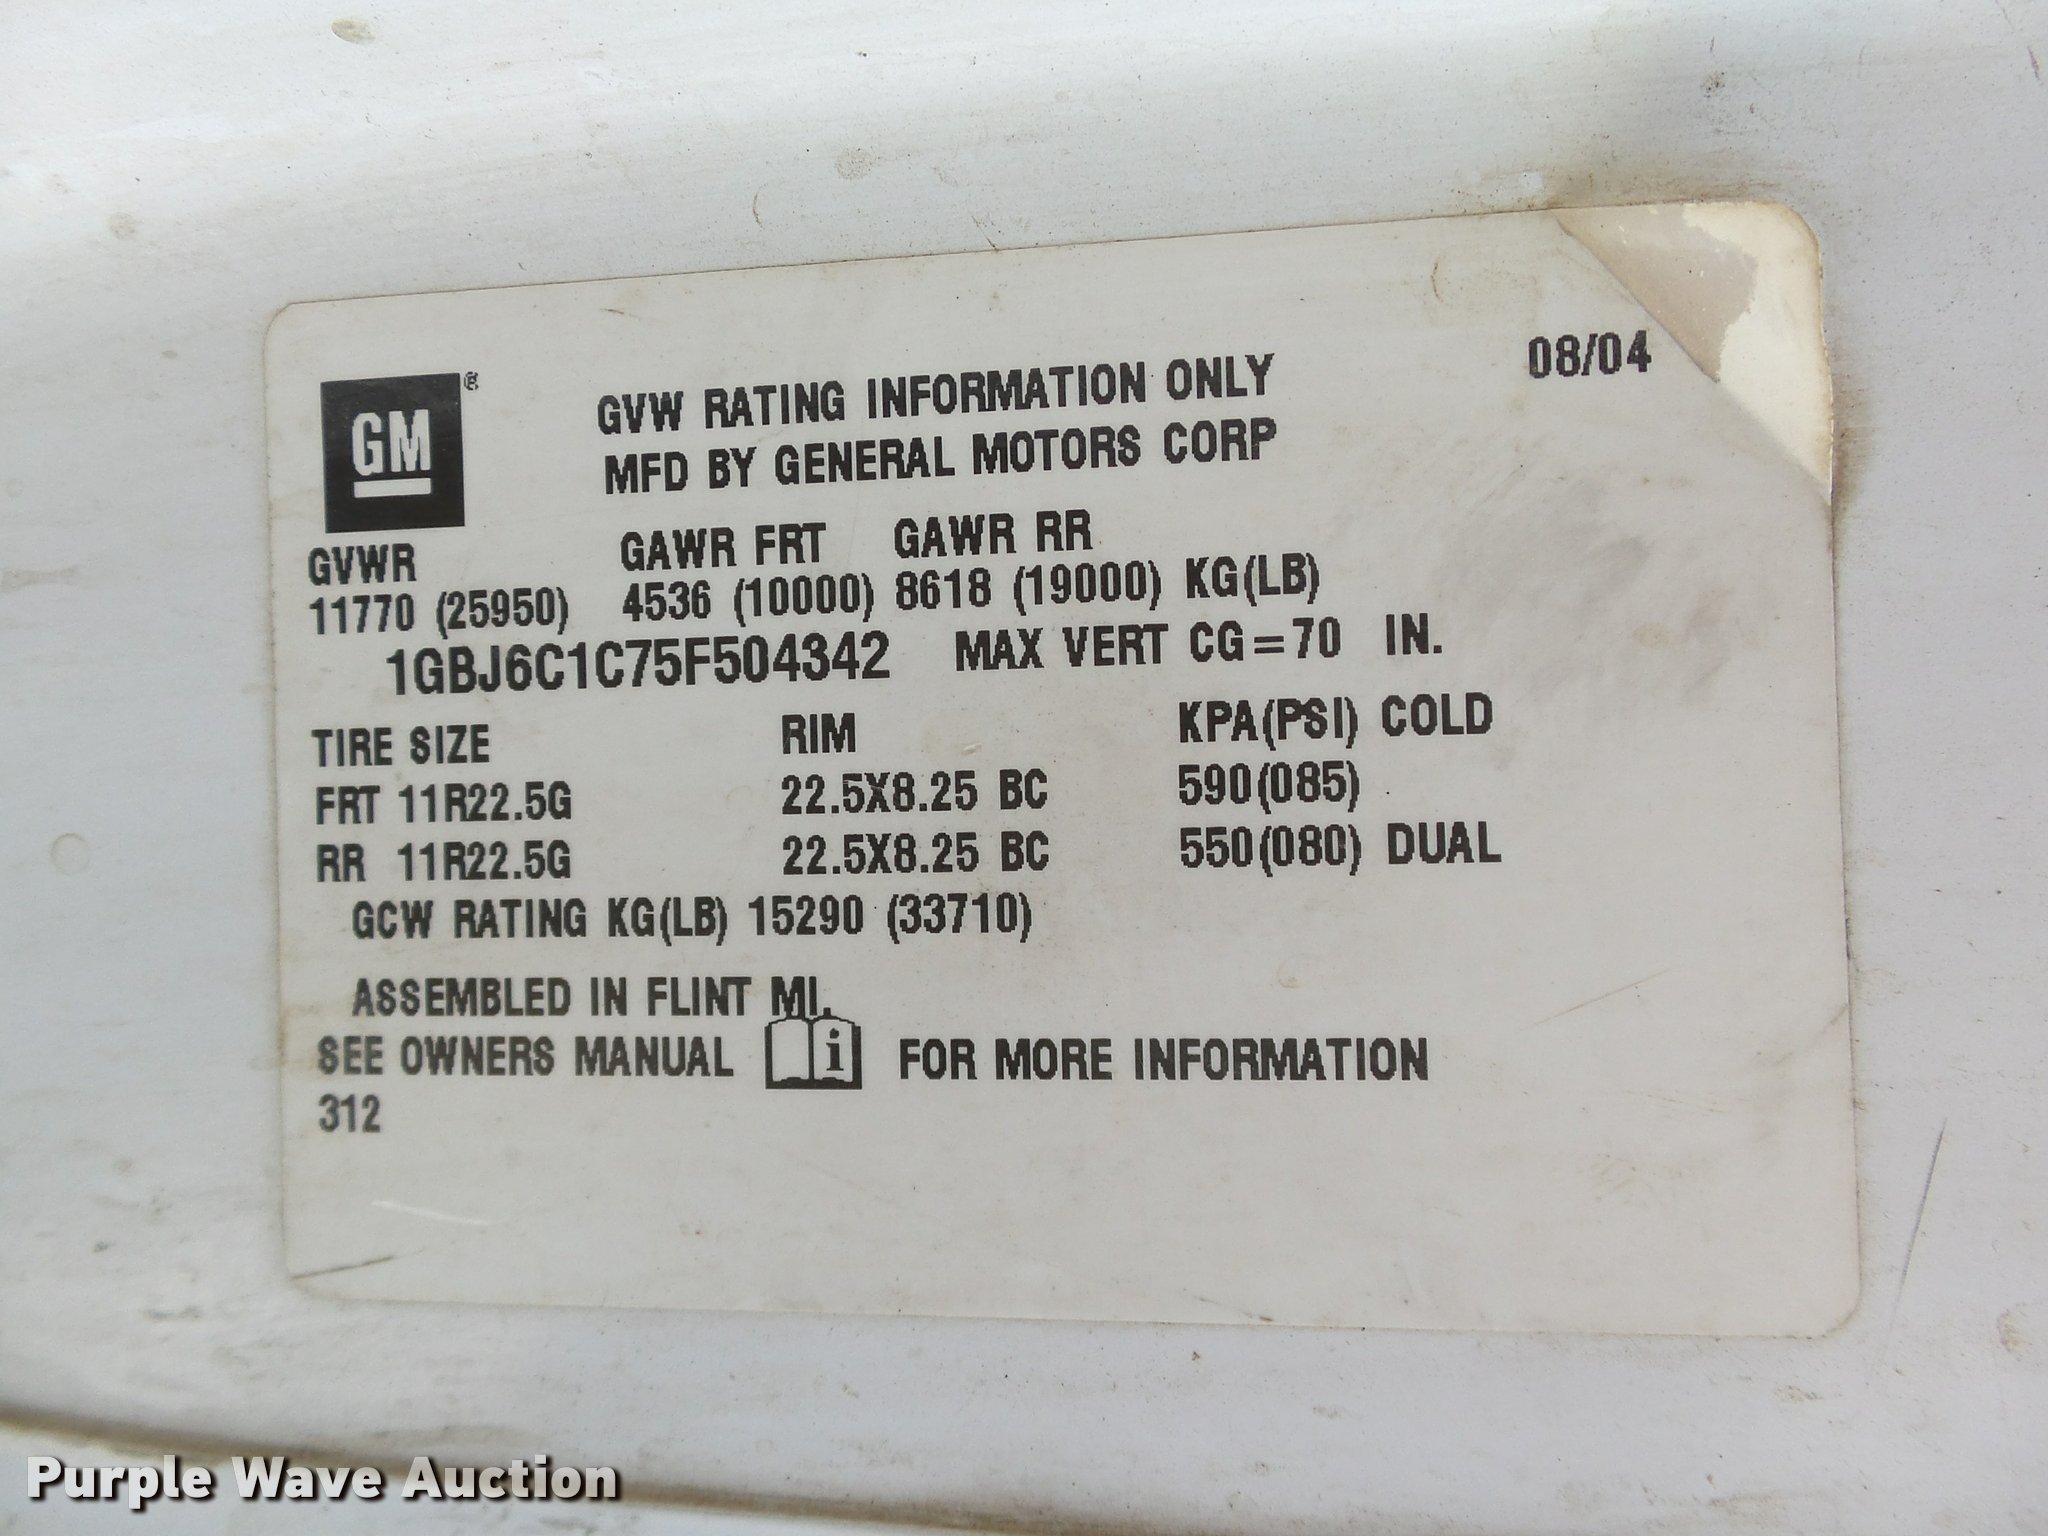 08/04
GM ®
GVW RATING INFORMATION ONLY
MFD BY GENERAL MOTORS CORP
GVWR GAWR FRT GAWR RR
11770 (25950) 4536 (10000) 8618 (19000) KG(LB)
1GBJ6C1C75F504342 MAX VERT CG=70 IN.
TIRE SIZE RIM KPA(PSI) COLD
FRT 11R22.5G 22.5X8.25 BC 590(085)
RR 11R22.5G 22.5X8.25 BC 550(080) DUAL
GCW RATING KG(LB) 15290 (33710)
ASSEMBLED IN FLINT MI.
SEE OWNERS MANUAL i FOR MORE INFORMATION
312
Purple Wave Auction